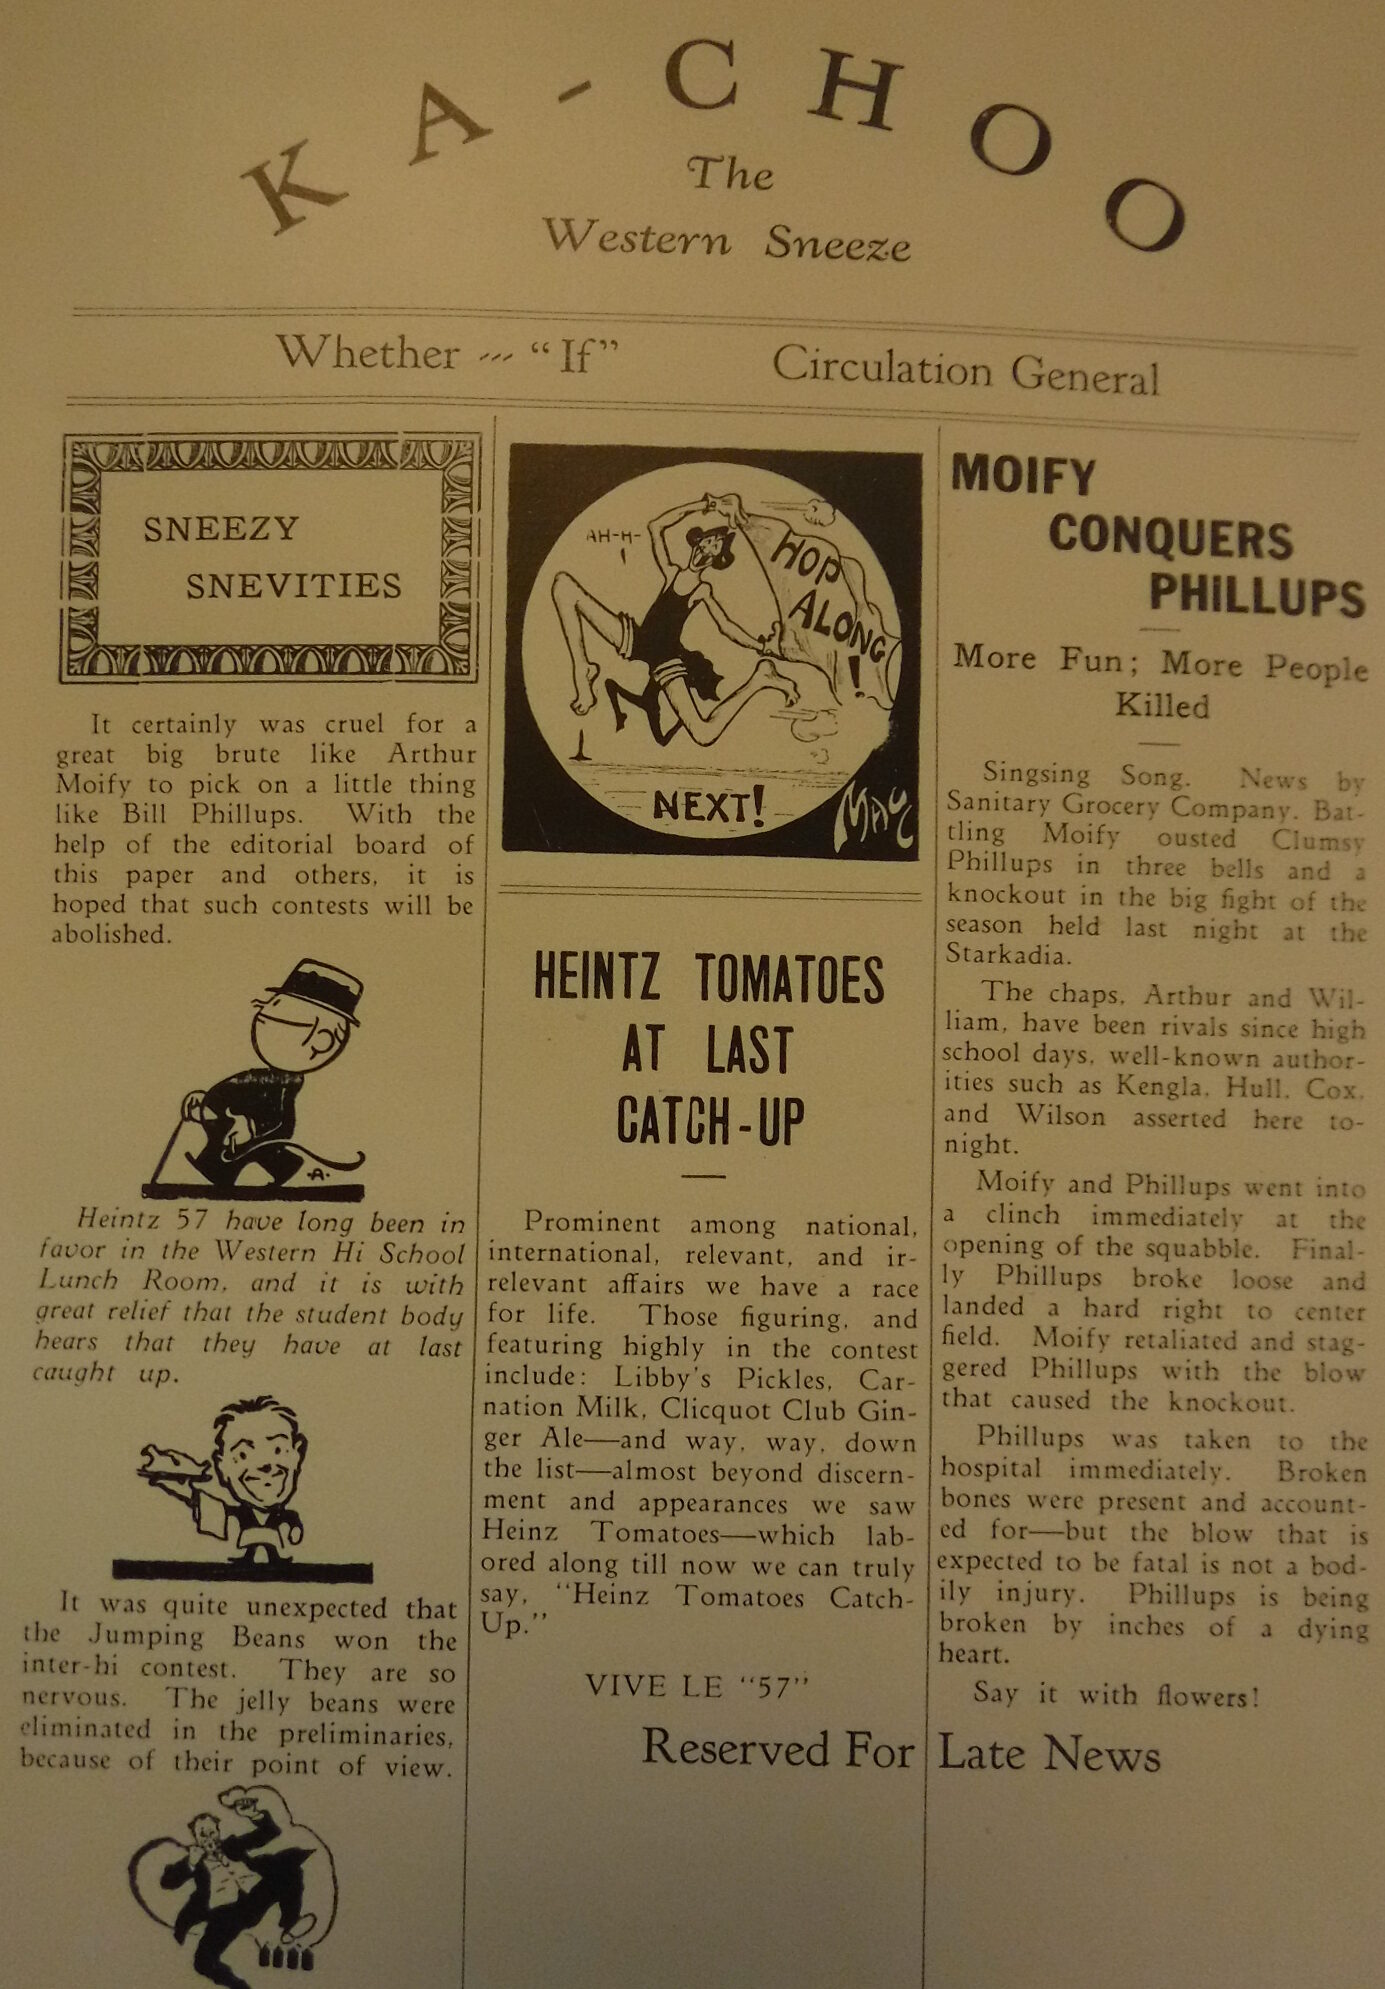 KA-CHOO
The
Western Sneeze
Whether --- "If"
Circulation General
SNEEZY
SNEVITIES
It certainly was cruel for a
great big brute like Arthur
Moify to pick on a little thing
like Bill Phillups. With the
help of the editorial board of
this paper and others, it is
hoped that such contests will be
abolished.
-A-
Heintz 57 have long been in
favor in the Western Hi School
Lunch Room, and it is with
great relief that the student body
hears that they have at last
caught up.
It was quite unexpected that
the Jumping Beans won the
inter-hi contest. They are so
nervous. The jelly beans were
eliminated in the preliminaries,
because of their point of view.
AH-H-
!
HOP
ALONG
!
NEXT!
MAC
HEINTZ TOMATOES
AT LAST
CATCH-UP
Prominent among national,
international, relevant, and ir-
relevant affairs we have a race
for life. Those figuring, and
featuring highly in the contest
include: Libby's Pickles, Car-
nation Milk, Clicquot Club Gin-
ger Ale—and way, way, down
the list—almost beyond discern-
ment and appearances we saw
Heinz Tomatoes—which lab-
ored along till now we can truly
say, "Heinz Tomatoes Catch-
Up."
VIVE LE "57"
MOIFY
CONQUERS
PHILLUPS
More Fun; More People
Killed
Singsing Song. News by
Sanitary Grocery Company. Bat-
tling Moify ousted Clumsy
Phillups in three bells and a
knockout in the big fight of the
season held last night at the
Starkadia.
The chaps, Arthur and Wil-
liam, have been rivals since high
school days, well-known author-
ities such as Kengla, Hull, Cox,
and Wilson asserted here to-
night.
Moify and Phillups went into
a clinch immediately at the
opening of the squabble. Final-
ly Phillups broke loose and
landed a hard right to center
field. Moify retaliated and stag-
gered Phillups with the blow
that caused the knockout.
Phillups was taken to the
hospital immediately. Broken
bones were present and account-
ed for—but the blow that is
expected to be fatal is not a bod-
ily injury. Phillups is being
broken by inches of a dying
heart.
Say it with flowers!
Reserved For Late News